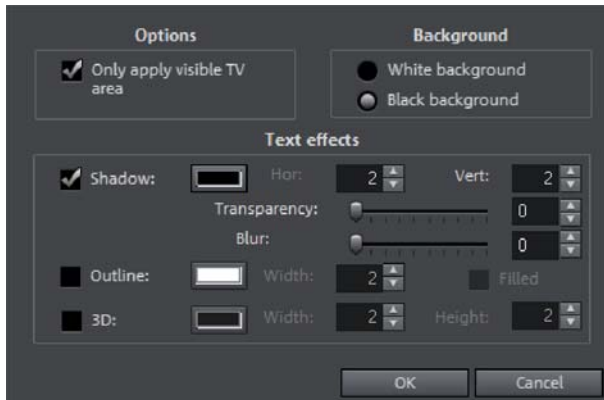 Options
Background
Only apply visible TV
area
White background
Black background
Text effects
Shadow: Hor: 2 Vert: 2
Transparency: 0
Blur: 0
Outline: Width: 2 Filled
3D: Width: 2 Height: 2
OK Cancel